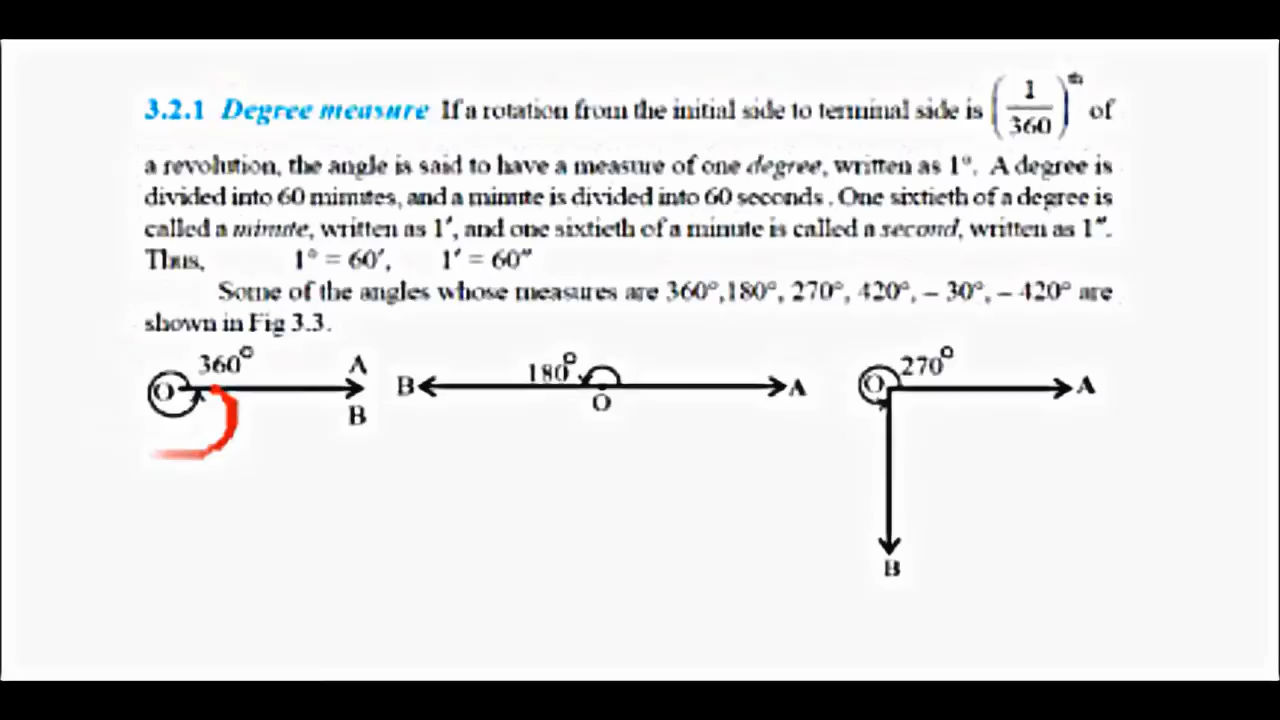 3.2.1 Degree measure If a rotation from the initial side to terminal side is (1/360)th of
a revolution, the angle is said to have a measure of one degree, written as 1°. A degree is
divided into 60 minutes, and a minute is divided into 60 seconds . One sixtieth of a degree is
called a minute, written as 1′, and one sixtieth of a minute is called a second, written as 1″.
Thus, 1° = 60′, 1′ = 60″
Some of the angles whose measures are 360°,180°, 270°, 420°, – 30°, – 420° are
shown in Fig 3.3.
360° A
O
B
B 180° A
O
270°
O A
B